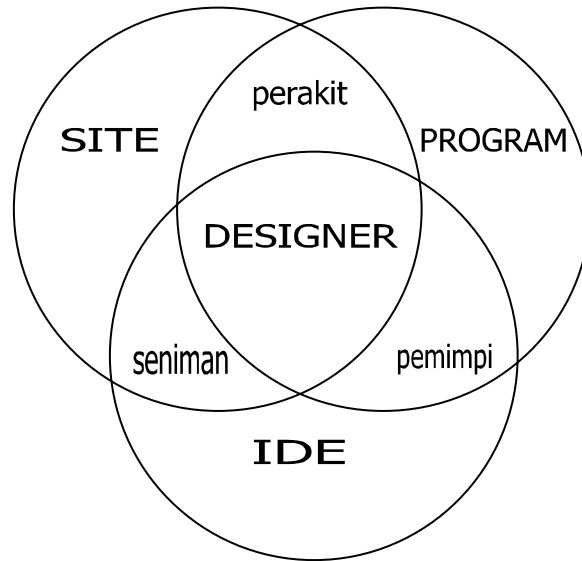 perakit
SITE
PROGRAM
DESIGNER
seniman
pemimpi
IDE